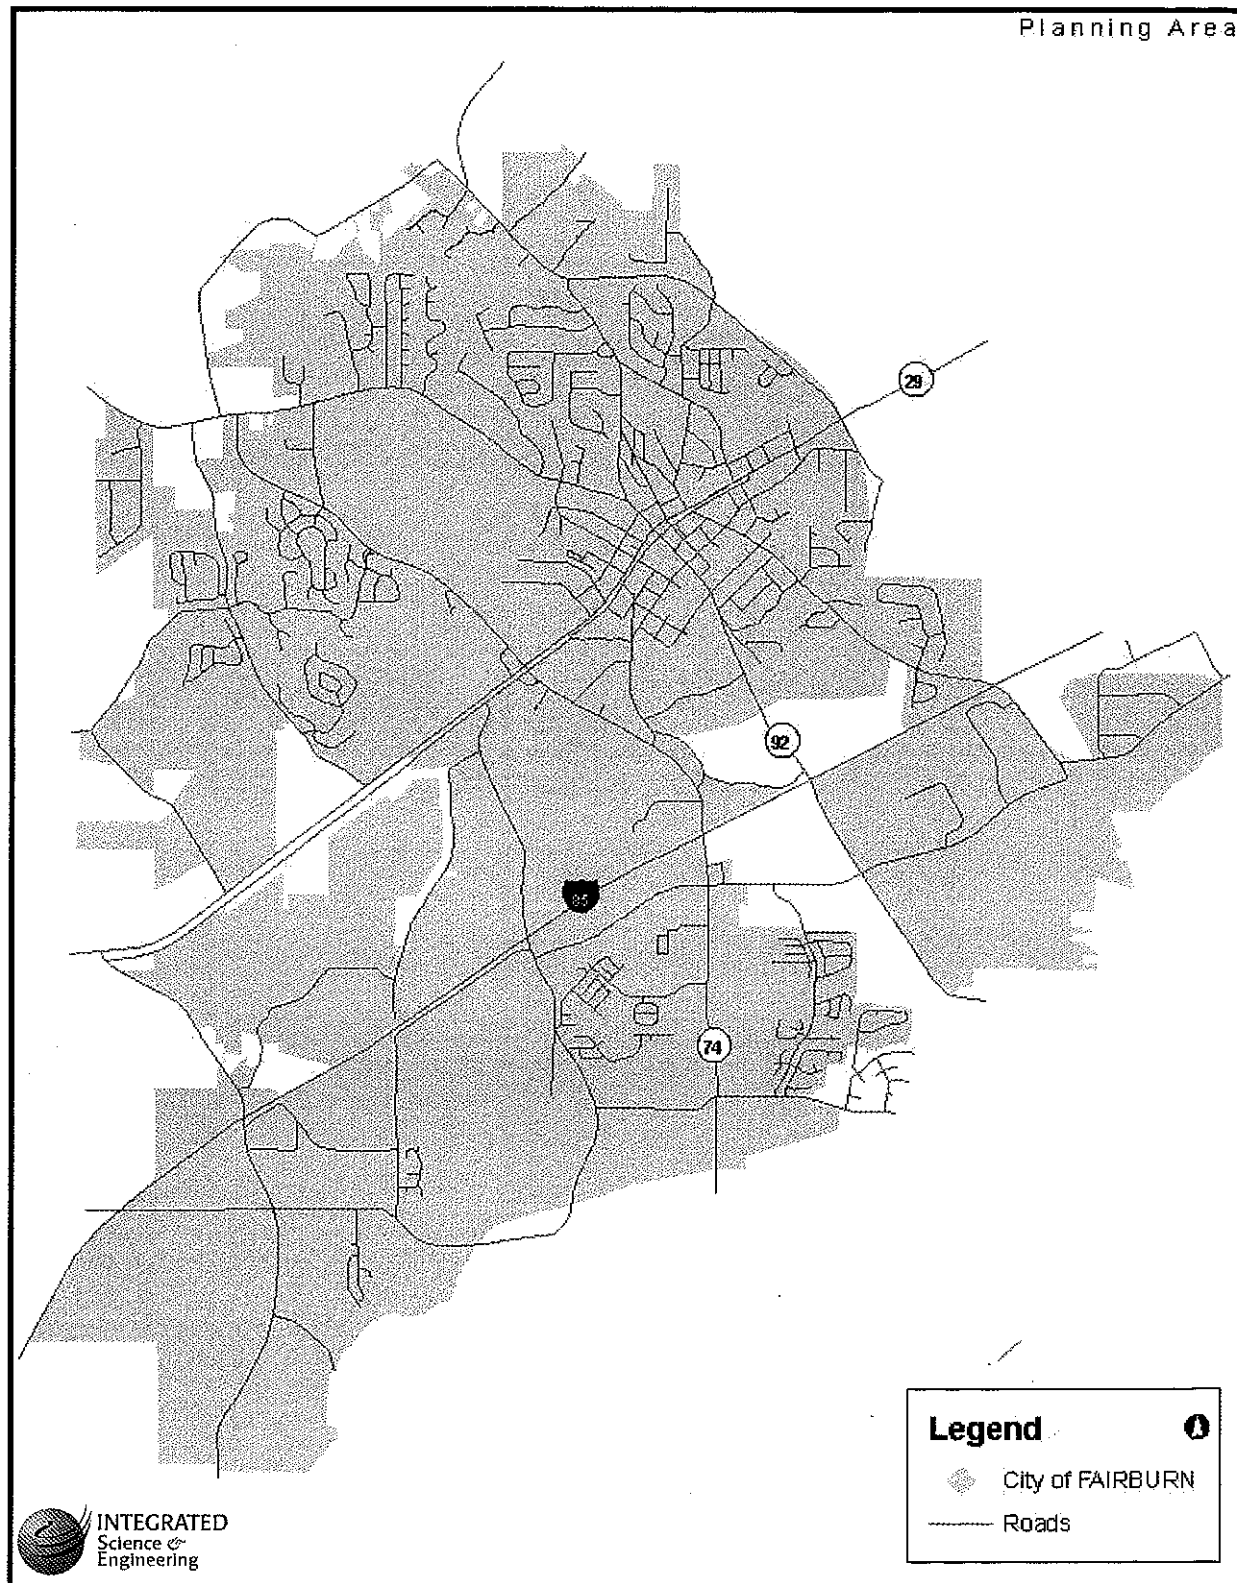 Planning Area
29
92
85
74
Legend
City of FAIRBURN
Roads
INTEGRATED
Science &
Engineering